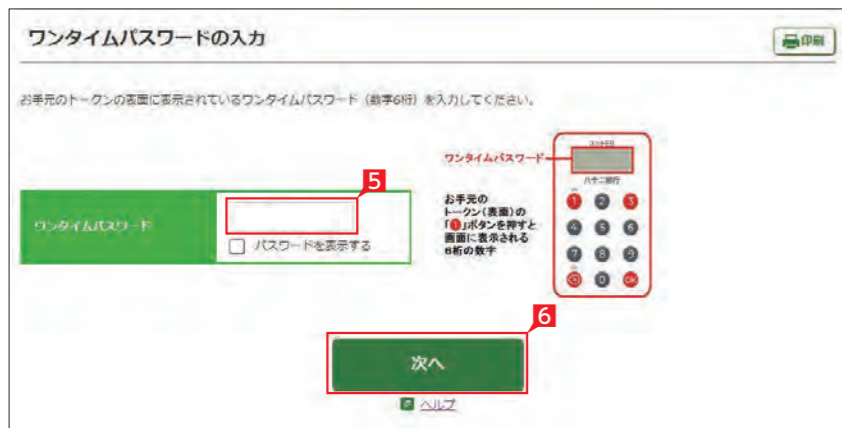 ワンタイムパスワードの入力
印刷
お手元のトークンの表面に表示されているワンタイムパスワード（数字6桁）を入力してください。
ワンタイムパスワード
八十二銀行
5
ワンタイムパスワード
パスワードを表示する
お手元の
トークン（表面）の
「1」ボタンを押すと
画面に表示される
6桁の数字
1 2 3
4 5 6
7 8 9
0 OK
6
次へ
ヘルプ